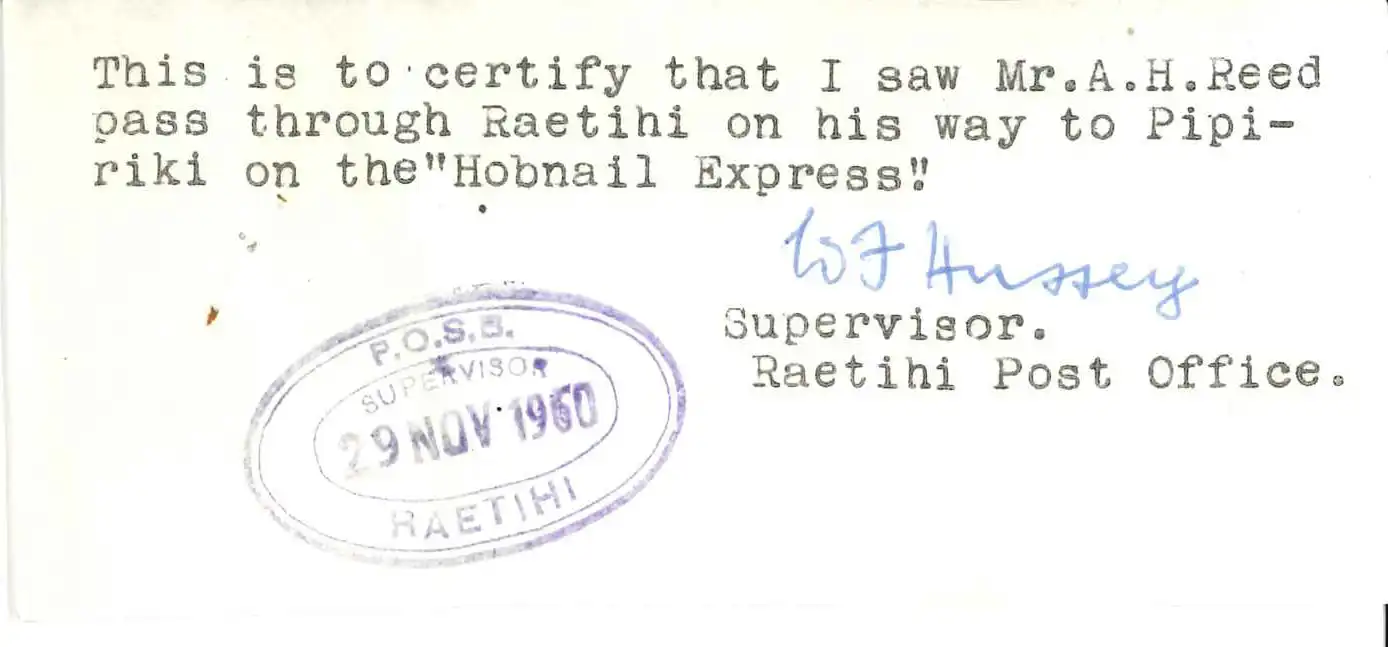 This is to certify that I saw Mr.A.H.Reed
pass through Raetihi on his way to Pipi-
riki on the"Hobnail Express".
WF Hussey
Supervisor.
Raetihi Post Office.
P.O.S.B.
SUPERVISOR
29 NOV 1960
RAETIHI